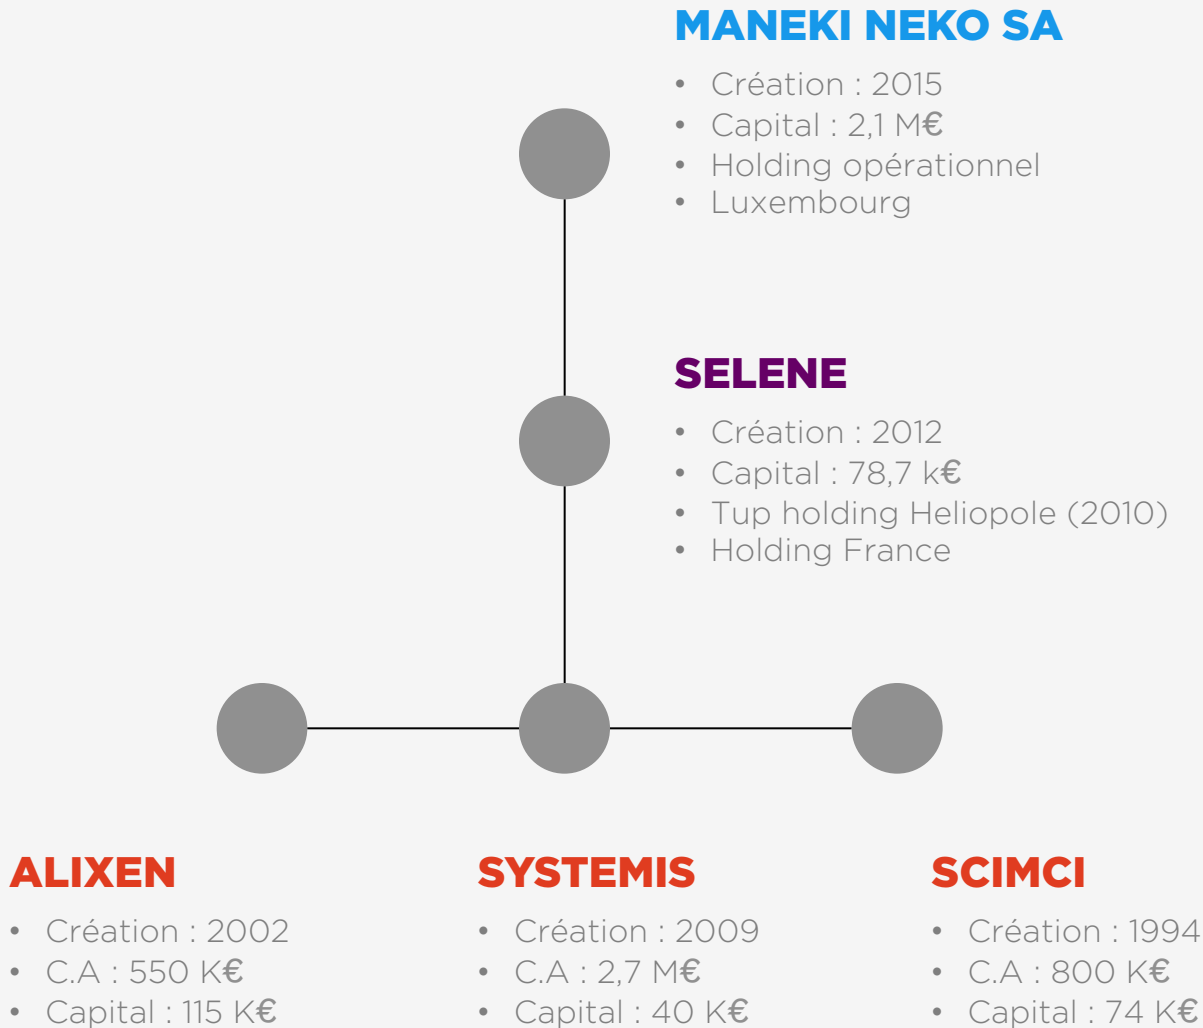 MANEKI NEKO SA
• Création : 2015
• Capital : 2,1 M€
• Holding opérationnel
• Luxembourg
SELENE
• Création : 2012
• Capital : 78,7 k€
• Tup holding Heliopole (2010)
• Holding France
ALIXEN
• Création : 2002
• C.A : 550 K€
• Capital : 115 K€
SYSTEMIS
• Création : 2009
• C.A : 2,7 M€
• Capital : 40 K€
SCIMCI
• Création : 1994
• C.A : 800 K€
• Capital : 74 K€